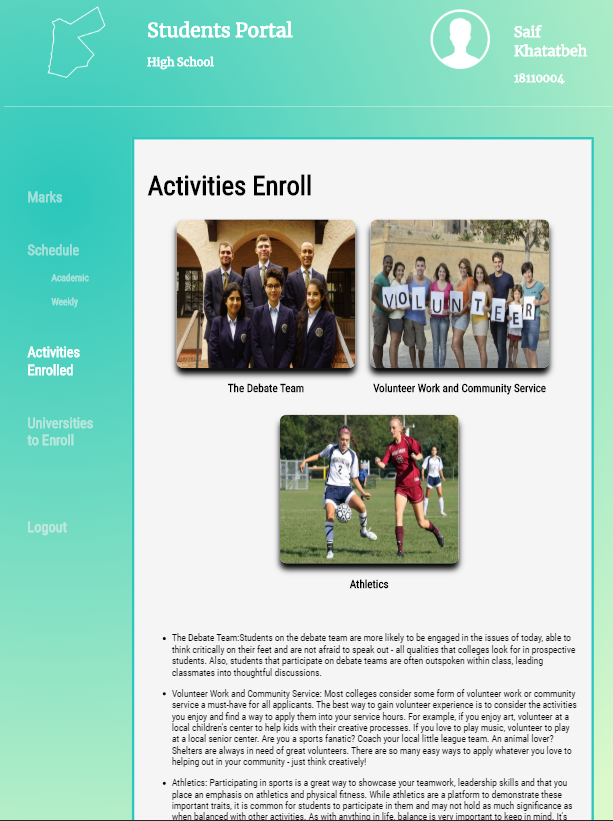 Students Portal
High School
Saif
Khatatbeh
18110004
Marks
Schedule
Academic
Weekly
Activities
Enrolled
Universities
to Enroll
Logout
Activities Enroll
VOLUNTEER
The Debate Team
Volunteer Work and Community Service
2
Athletics
The Debate Team:Students on the debate team are more likely to be engaged in the issues of today, able to
think critically on their feet and are not afraid to speak out - all qualities that colleges look for in prospective
students. Also, students that participate on debate teams are often outspoken within class, leading
classmates into thoughtful discussions.
Volunteer Work and Community Service: Most colleges consider some form of volunteer work or community
service a must-have for all applicants. The best way to gain volunteer experience is to consider the activities
you enjoy and find a way to apply them into your service hours. For example, if you enjoy art, volunteer at a
local children's center to help kids with their creative processes. If you love to play music, volunteer to play
at a local senior center. Are you a sports fanatic? Coach your local little league team. An animal lover?
Shelters are always in need of great volunteers. There are so many easy ways to apply whatever you love to
helping out in your community - just think creatively!
Athletics: Participating in sports is a great way to showcase your teamwork, leadership skills and that you
place an emphasis on athletics and physical fitness. While athletics are a platform to demonstrate these
important traits, it is common for students to participate in them and may not hold as much significance as
when balanced with other activities. As with anything in life, balance is very important to keep in mind. It's